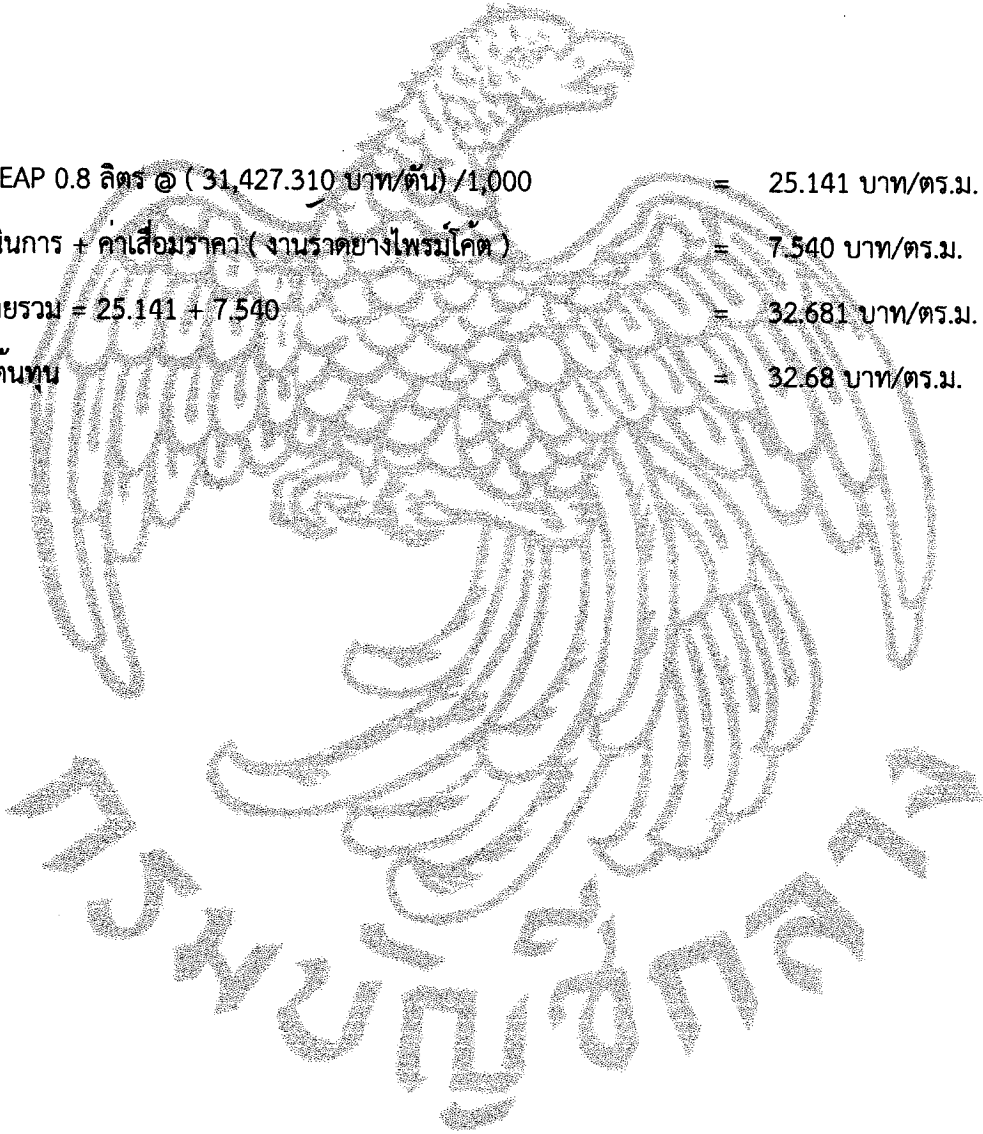 EAP 0.8 ลิตร @ ( 31,427.310 บาท/ตัน) /1,000 = 25.141 บาท/ตร.ม.
นินการ + ค่าเสื่อมราคา ( งานราดยางไพรม์โค้ต ) = 7.540 บาท/ตร.ม.
ายรวม = 25.141 + 7.540 = 32.681 บาท/ตร.ม.
ต้นทุน = 32.68 บาท/ตร.ม.
กรมบัญชีกลาง